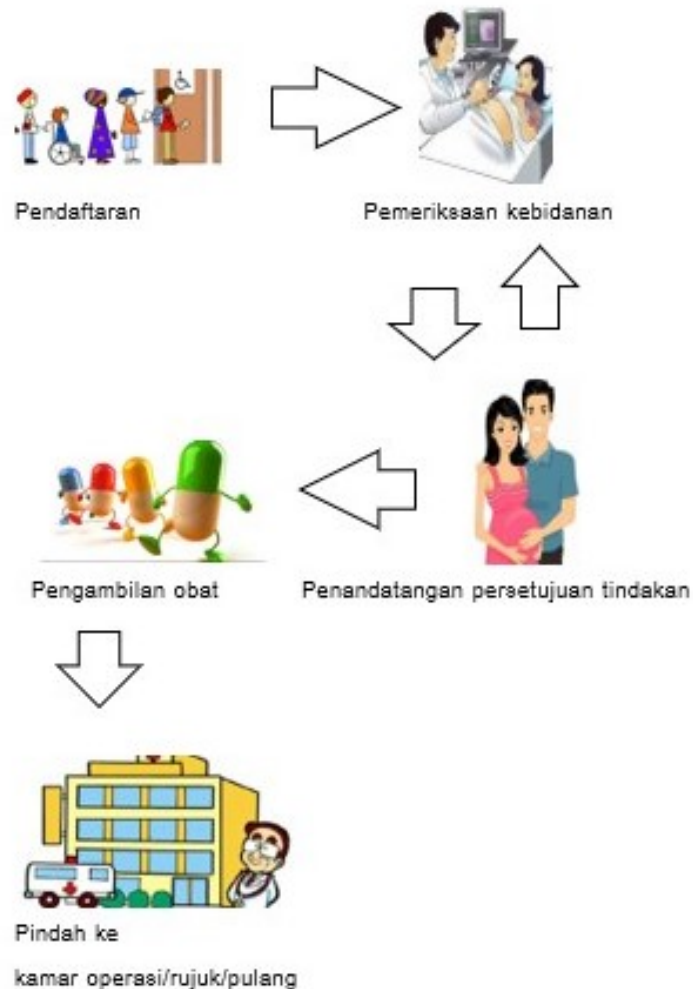 Pendaftaran
Pemeriksaan kebidanan
Pengambilan obat
Penandatangan persetujuan tindakan
Pindah ke
kamar operasi/rujuk/pulang